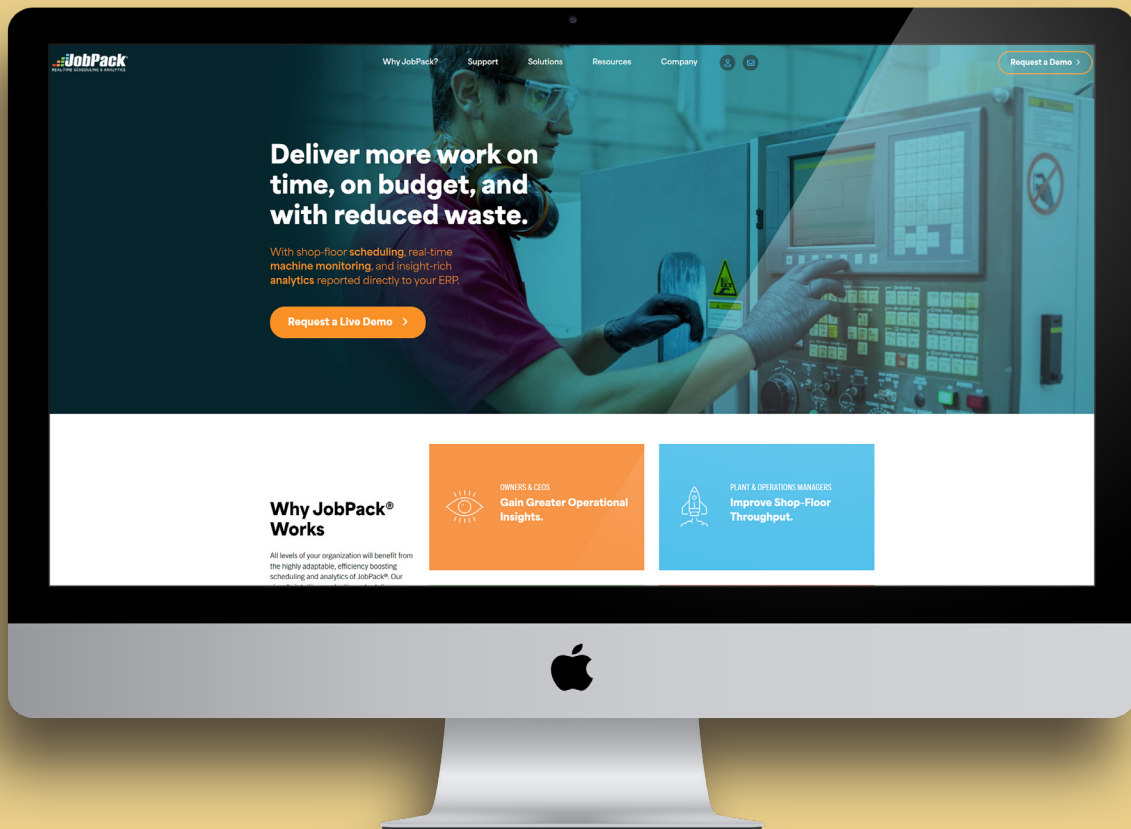 JobPack
REAL-TIME SCHEDULING & ANALYTICS
Why JobPack?
Support
Solutions
Resources
Company
Request a Demo >
Deliver more work on
time, on budget, and
with reduced waste.
With shop-floor scheduling, real-time
machine monitoring, and insight-rich
analytics reported directly to your ERP.
Request a Live Demo >
Why JobPack®
Works
All levels of your organization will benefit from
the highly adaptable, efficiency boosting
scheduling and analytics of JobPack®. Our
OWNERS & CEOS
Gain Greater Operational
Insights.
PLANT & OPERATIONS MANAGERS
Improve Shop-Floor
Throughput.